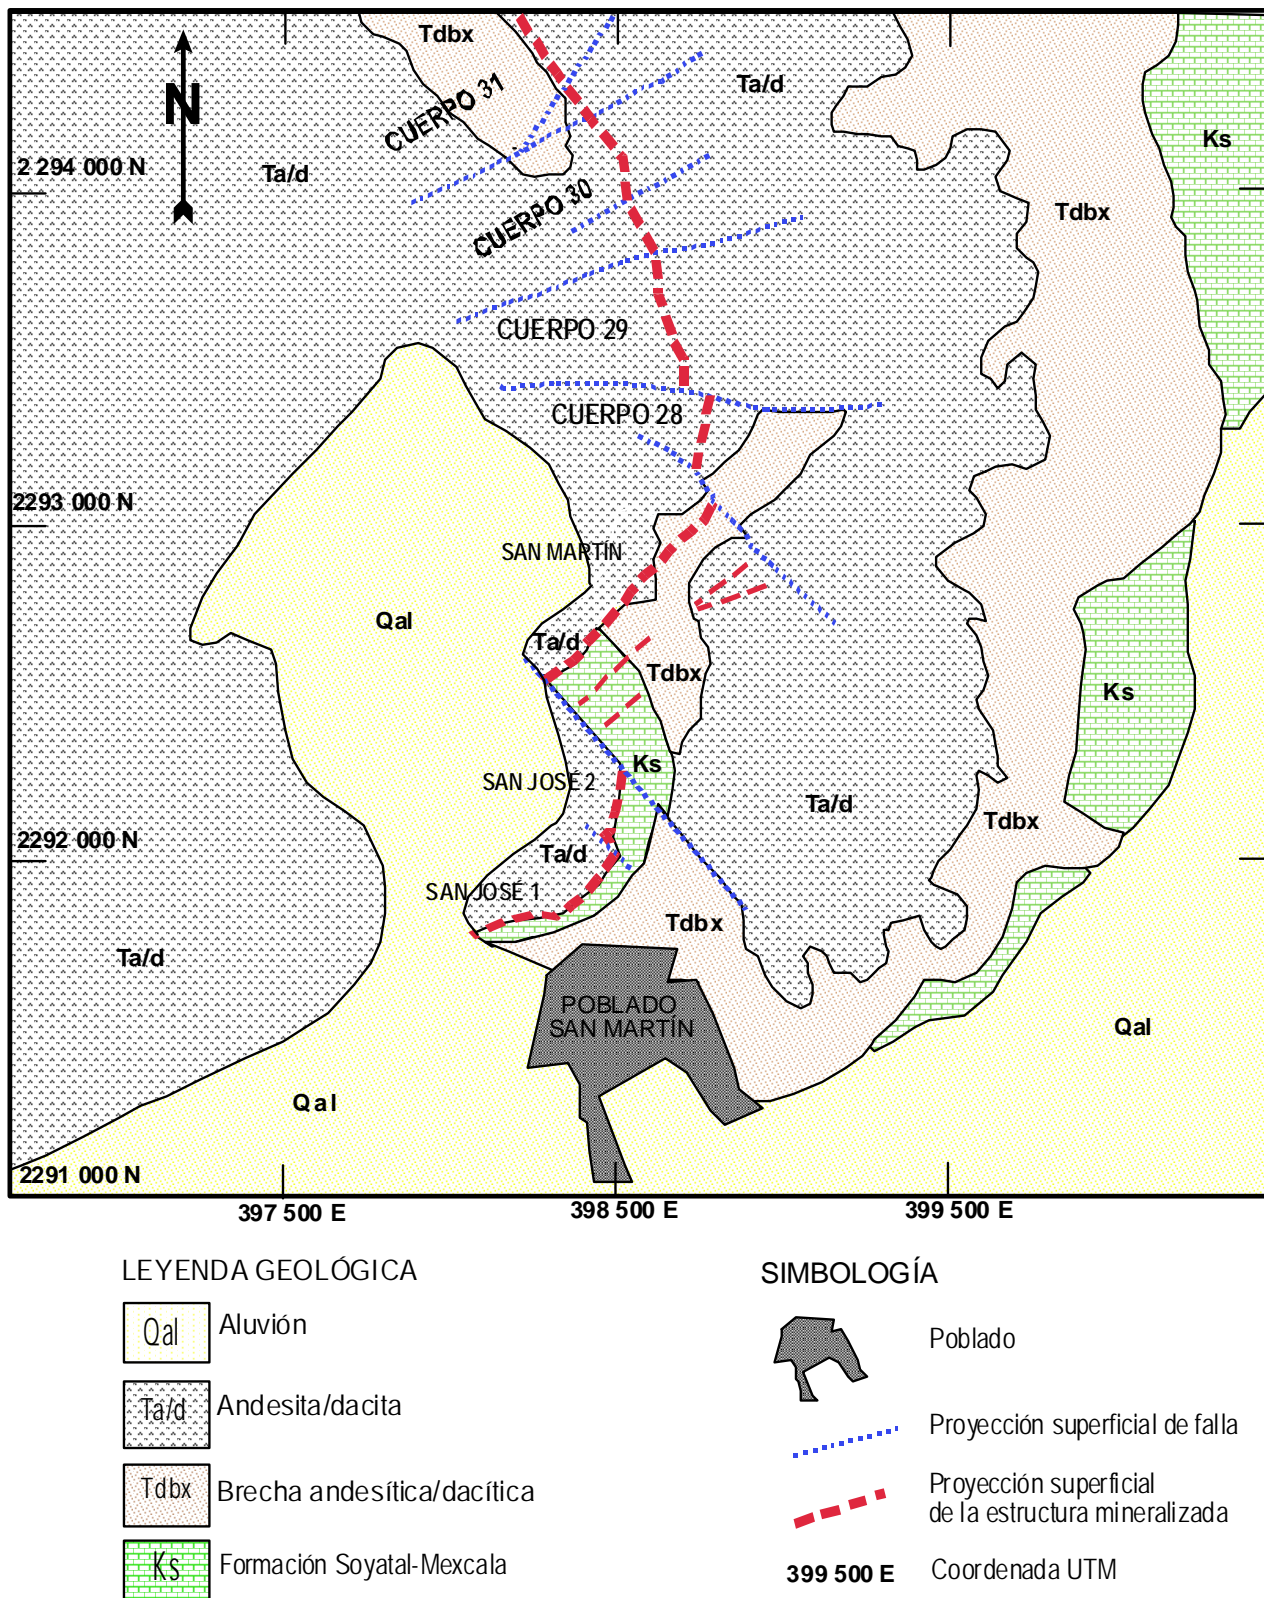 Tdbx
CUERPO 31
Ta/d
N
Ks
2 294 000 N
Ta/d
CUERPO 30
Tdbx
CUERPO 29
CUERPO 28
2293 000 N
SAN MARTÍN
Qal
Ta/d
Tdbx
Ks
Ks
SAN JOSÉ 2
Ta/d
Tdbx
2292 000 N
Ta/d
SAN JOSÉ 1
Tdbx
Ta/d
POBLADO
SAN MARTÍN
Qal
Qal
2291 000 N
397 500 E
398 500 E
399 500 E
LEYENDA GEOLÓGICA
Qal
Aluvión
Ta/d
Andesita/dacita
Tdbx
Brecha andesítica/dacítica
Ks
Formación Soyatal-Mexcala
SIMBOLOGÍA
Poblado
Proyección superficial de falla
Proyección superficial
de la estructura mineralizada
399 500 E
Coordenada UTM